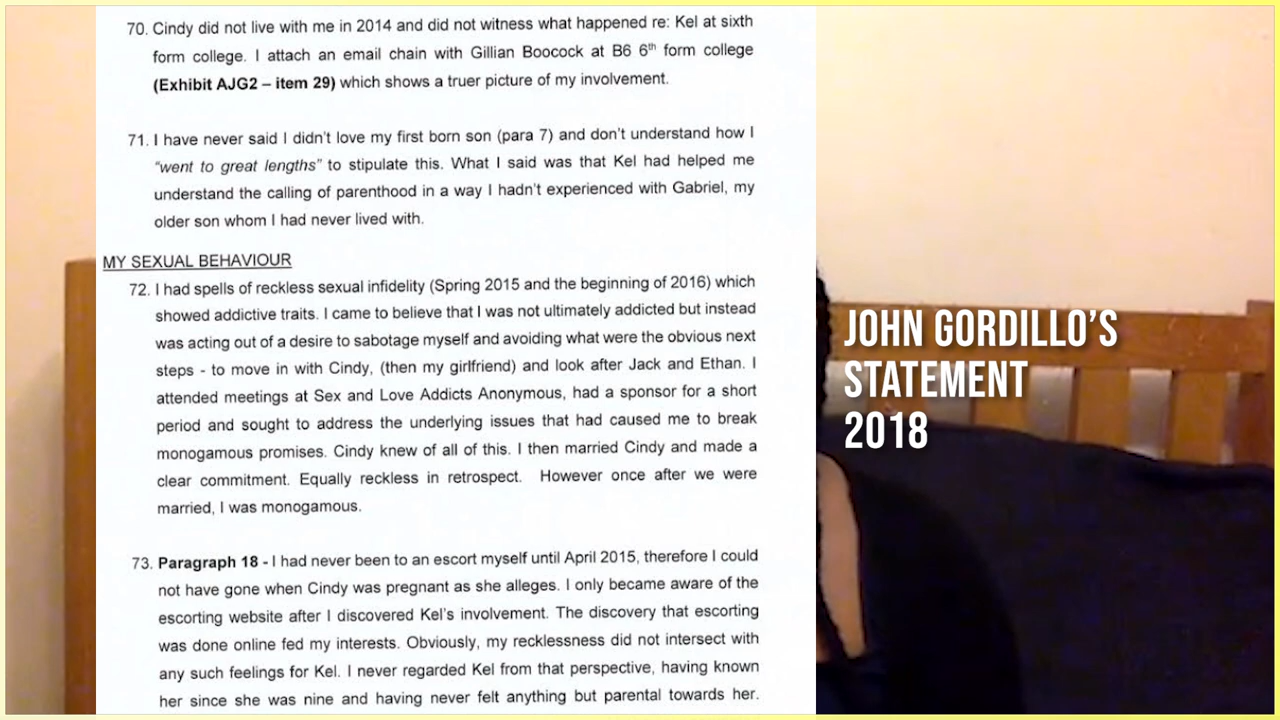 70. Cindy did not live with me in 2014 and did not witness what happened re: Kel at sixth
form college. I attach an email chain with Gillian Boocock at B6 6th form college
(Exhibit AJG2 – item 29) which shows a truer picture of my involvement.
71. I have never said I didn't love my first born son (para 7) and don't understand how I
"went to great lengths" to stipulate this. What I said was that Kel had helped me
understand the calling of parenthood in a way I hadn't experienced with Gabriel, my
older son whom I had never lived with.
MY SEXUAL BEHAVIOUR
72. I had spells of reckless sexual infidelity (Spring 2015 and the beginning of 2016) which
showed addictive traits. I came to believe that I was not ultimately addicted but instead
was acting out of a desire to sabotage myself and avoiding what were the obvious next
steps - to move in with Cindy, (then my girlfriend) and look after Jack and Ethan. I
attended meetings at Sex and Love Addicts Anonymous, had a sponsor for a short
period and sought to address the underlying issues that had caused me to break
monogamous promises. Cindy knew of all of this. I then married Cindy and made a
clear commitment. Equally reckless in retrospect. However once after we were
married, I was monogamous.
73. Paragraph 18 - I had never been to an escort myself until April 2015, therefore I could
not have gone when Cindy was pregnant as she alleges. I only became aware of the
escorting website after I discovered Kel's involvement. The discovery that escorting
was done online fed my interests. Obviously, my recklessness did not intersect with
any such feelings for Kel. I never regarded Kel from that perspective, having known
her since she was nine and having never felt anything but parental towards her.
JOHN GORDILLO'S
STATEMENT
2018